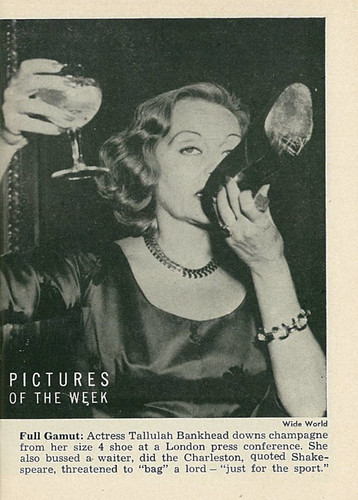 PICTURES
OF THE WEEK
Wide World
Full Gamut: Actress Tallulah Bankhead downs champagne
from her size 4 shoe at a London press conference. She
also bussed a waiter, did the Charleston, quoted Shake-
speare, threatened to "bag" a lord – "just for the sport."